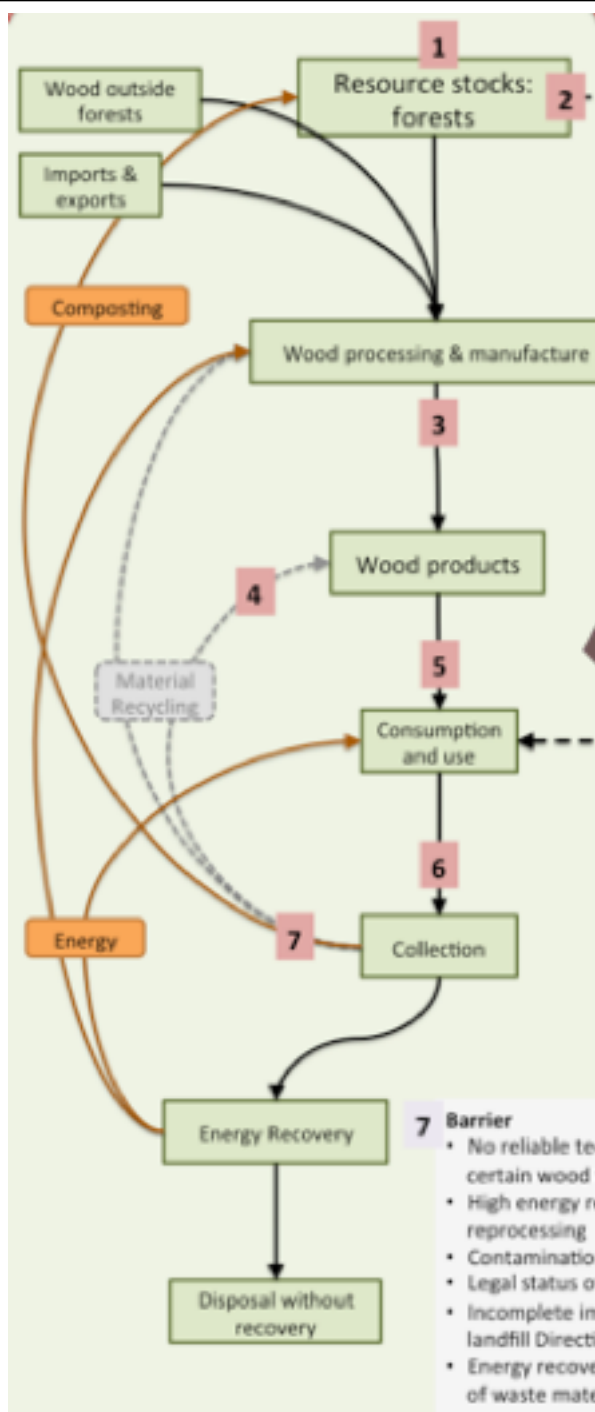 1
Wood outside
forests
Resource stocks:
forests
2
Imports &
exports
Composting
Wood processing & manufacture
3
Wood products
4
Material
Recycling
5
Consumption
and use
6
Energy
7
Collection
Energy Recovery
7 Barrier
• No reliable te
certain wood
• High energy r
reprocessing
• Contaminatio
• Legal status o
• Incomplete i
landfill Directi
• Energy recove
of waste mate
Disposal without
recovery